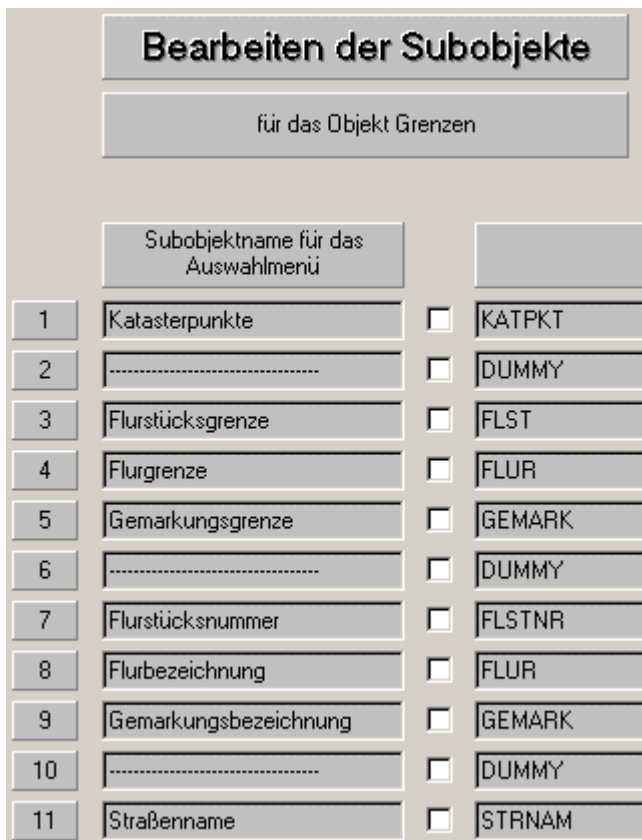 Bearbeiten der Subobjekte
für das Objekt Grenzen
Subobjektname für das
Auswahlmenü
1 Katasterpunkte KATPKT
2 ----------------------------------- DUMMY
3 Flurstücksgrenze FLST
4 Flurgrenze FLUR
5 Gemarkungsgrenze GEMARK
6 ----------------------------------- DUMMY
7 Flurstücksnummer FLSTNR
8 Flurbezeichnung FLUR
9 Gemarkungsbezeichnung GEMARK
10 ----------------------------------- DUMMY
11 Straßenname STRNAM